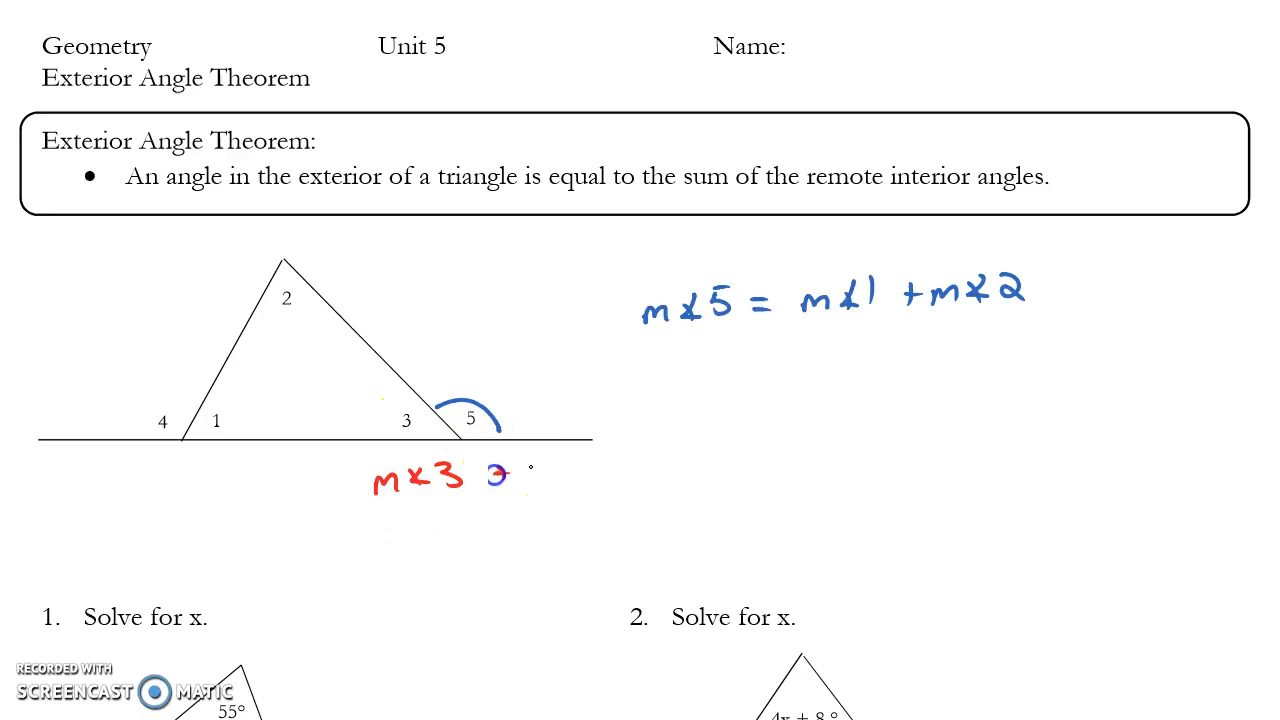 Geometry Unit 5 Name:
Exterior Angle Theorem
Exterior Angle Theorem:
• An angle in the exterior of a triangle is equal to the sum of the remote interior angles.
m∡5 = m∡1 + m∡2
2
4 1 3 5
m∡3 +
1. Solve for x. 2. Solve for x.
RECORDED WITH
SCREENCAST MATIC
55°
4x + 8 °